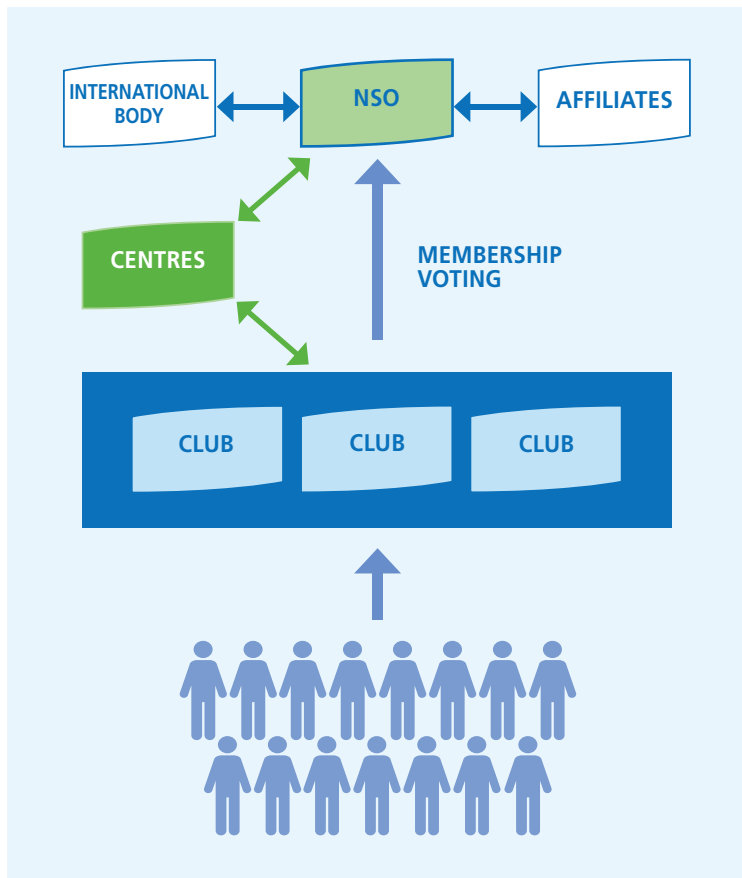 INTERNATIONAL
BODY
NSO
AFFILIATES
CENTRES
MEMBERSHIP
VOTING
CLUB
CLUB
CLUB